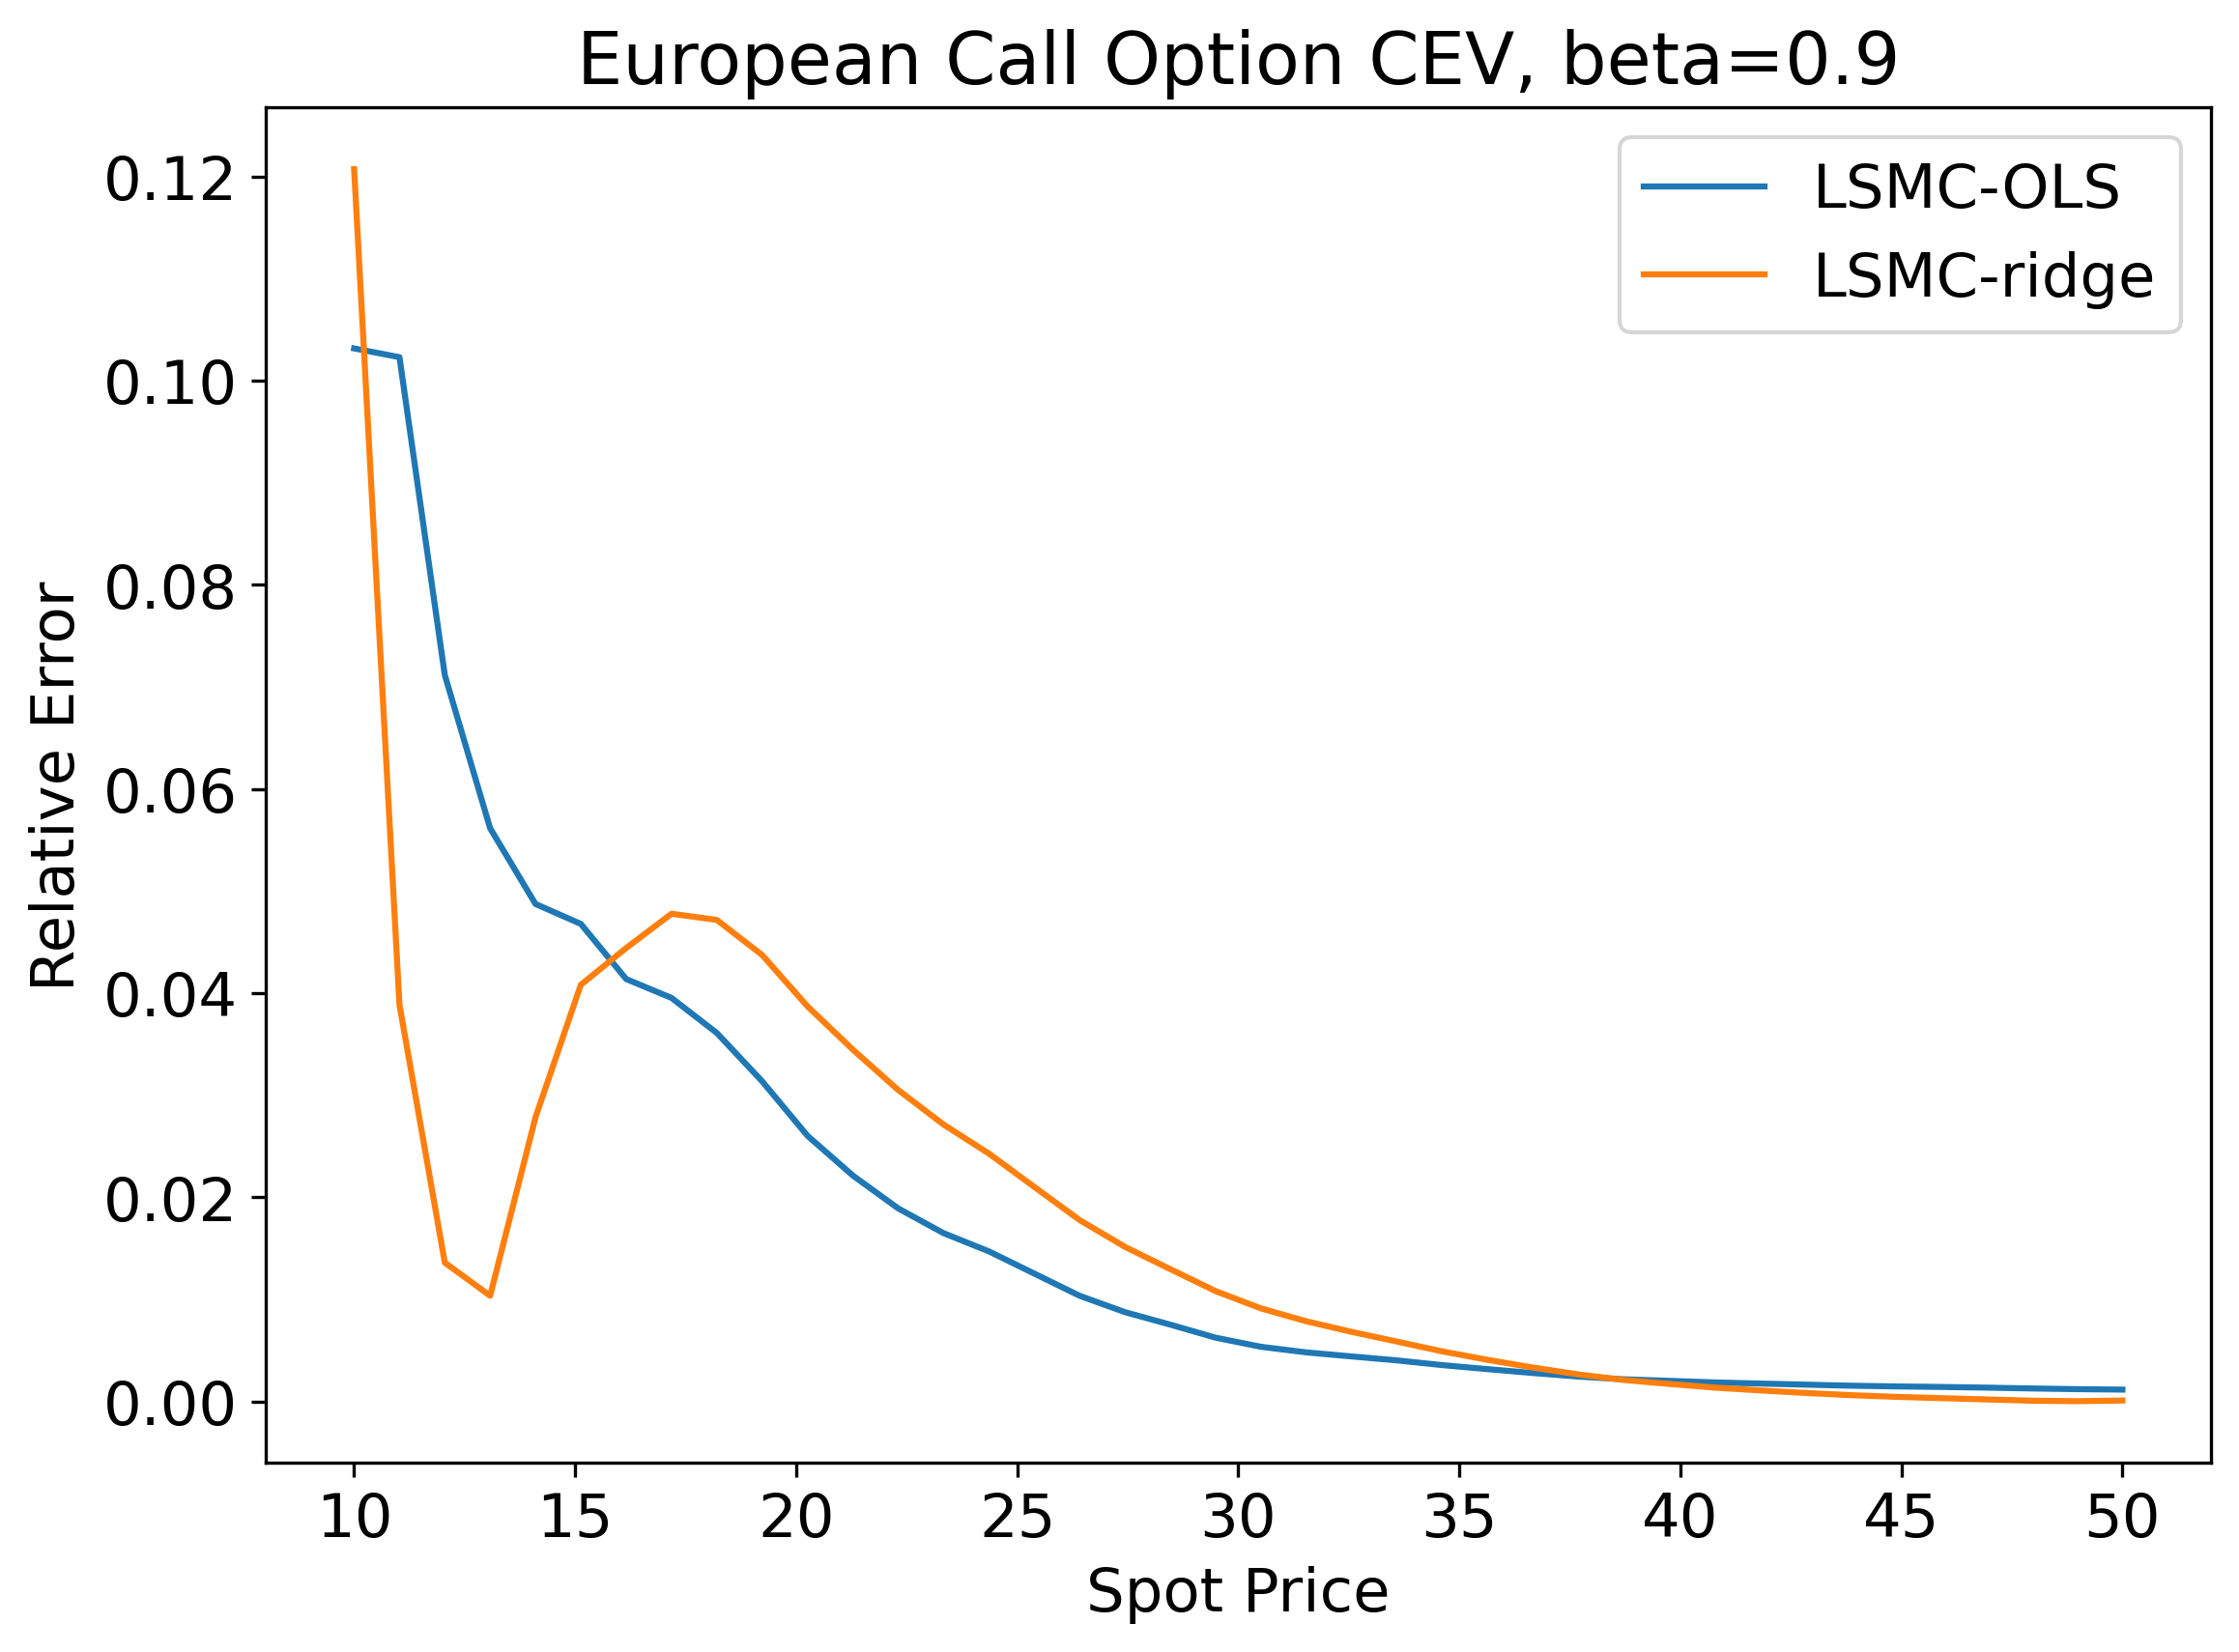 European Call Option CEV, beta=0.9
LSMC-OLS
LSMC-ridge
Relative Error
0.12
0.10
0.08
0.06
0.04
0.02
0.00
10 15 20 25 30 35 40 45 50
Spot Price